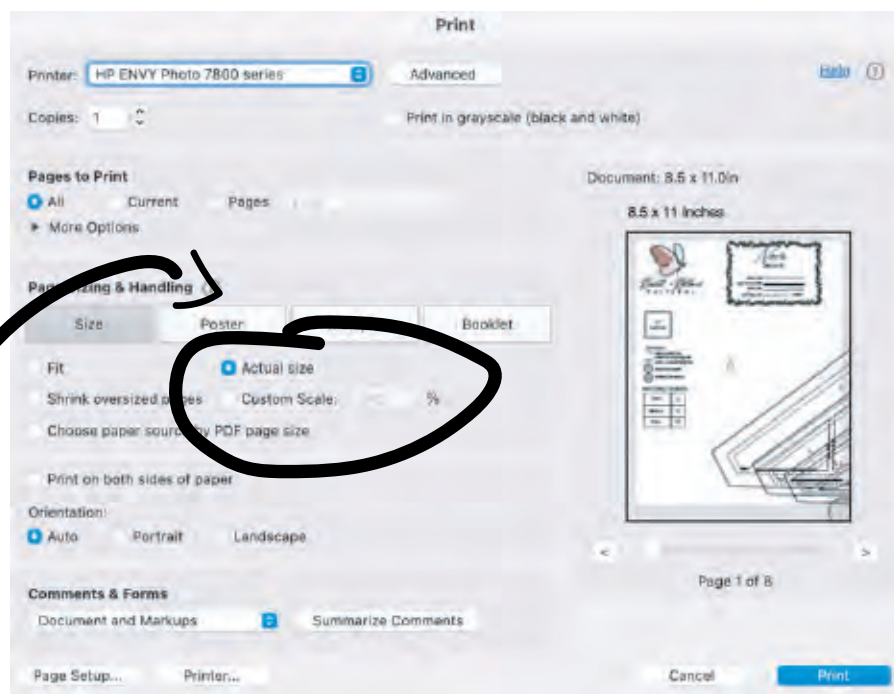 Print
Printer: HP ENVY Photo 7800 series Advanced Help ?
Copies: 1 Print in grayscale (black and white)
Pages to Print
All Current Pages
More Options
Document: 8.5 x 11.0in
8.5 x 11 Inches
Handling
Size Poster Booklet
Fit Actual size
Shrink oversized pages Custom Scale: %
Choose paper source by PDF page size
Print on both sides of paper
Orientation:
Auto Portrait Landscape
< >
Page 1 of 8
Comments & Forms
Document and Markups Summarize Comments
Page Setup... Printer... Cancel Print